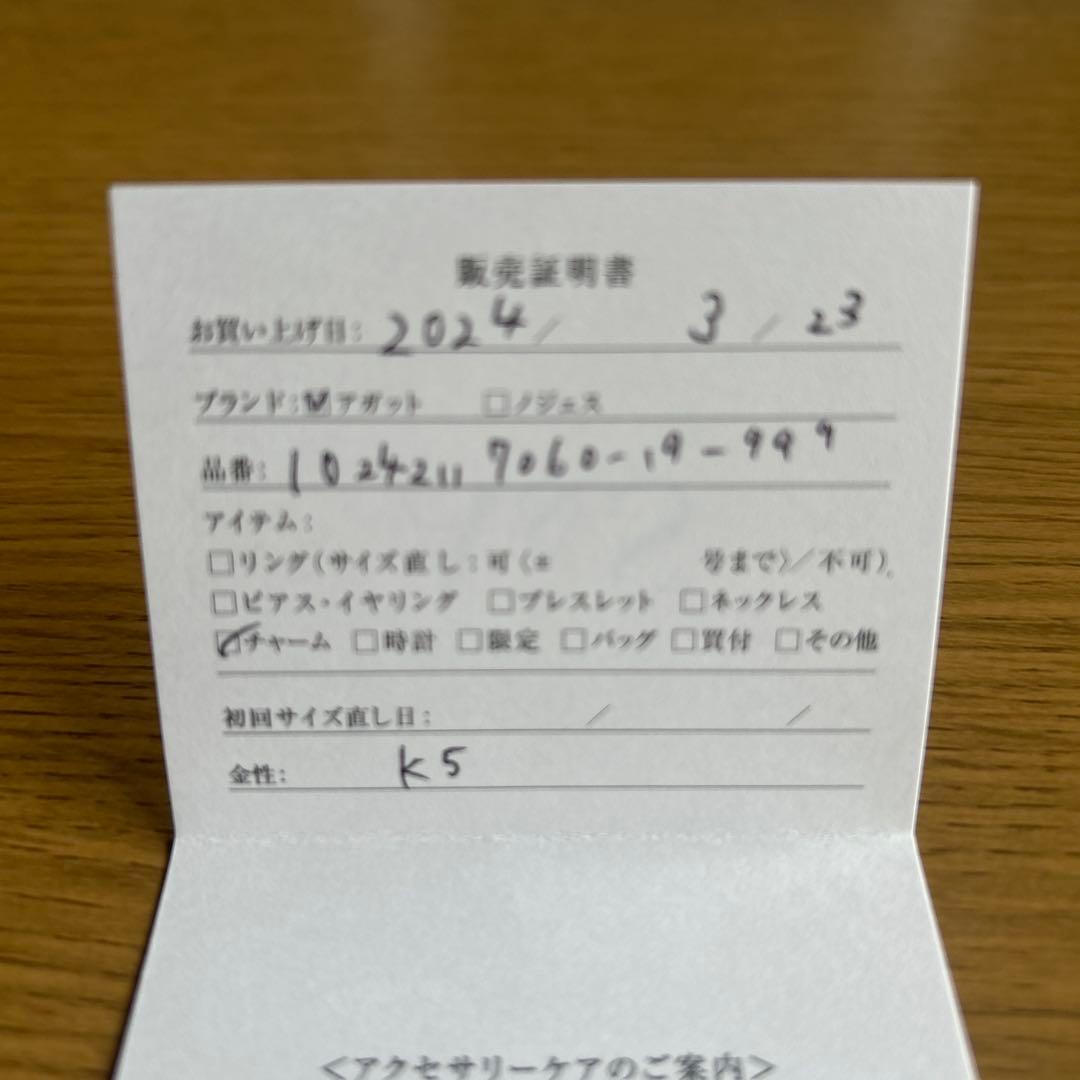 販売証明書
お買い上げ日: 2024 / 3 / 23
ブランド: ☑アガット □ノジェス
品番: 10242117060-19-999
アイテム:
□リング(サイズ直し:可(± 号まで)/不可)
□ピアス・イヤリング □ブレスレット □ネックレス
☑チャーム □時計 □限定 □バッグ □買付 □その他
初回サイズ直し日: / /
金性: K5
<アクセサリーケアのご案内>